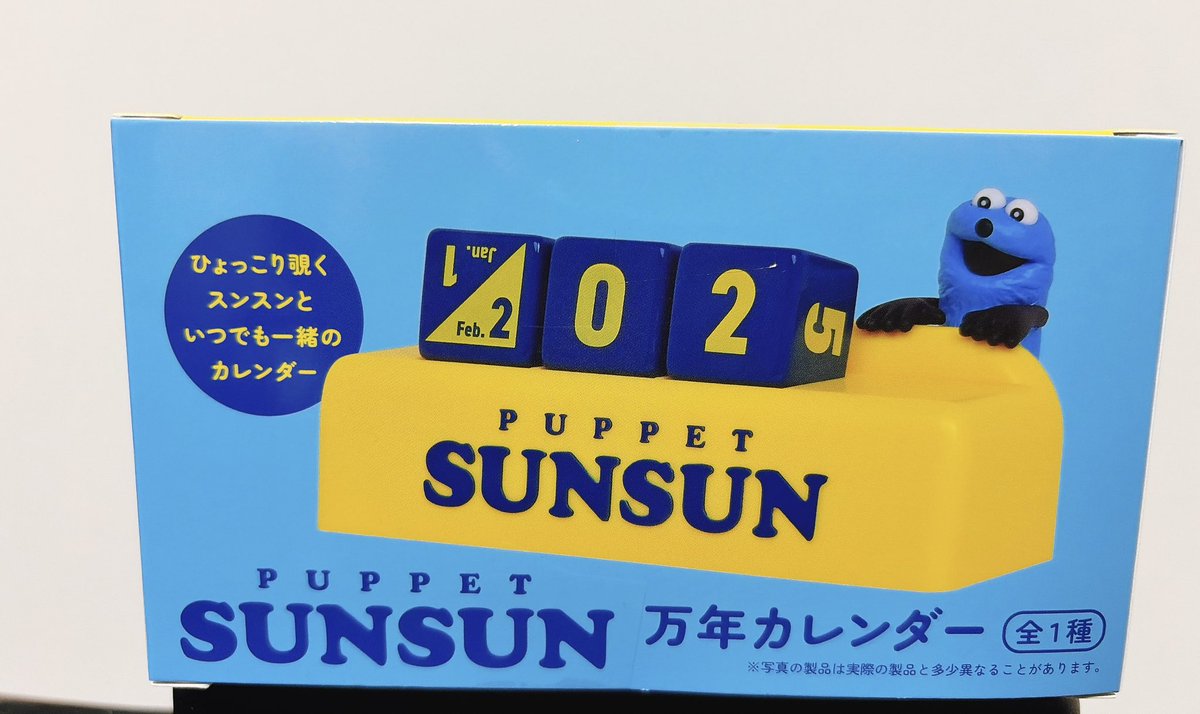 ひょっこり覗く
スンスンと
いつでも一緒の
カレンダー
1 Jan.
Feb. 2
0
2
5
PUPPET
SUNSUN
PUPPET
SUNSUN
万年カレンダー
全1種
※写真の製品は実際の製品と多少異なることがあります。